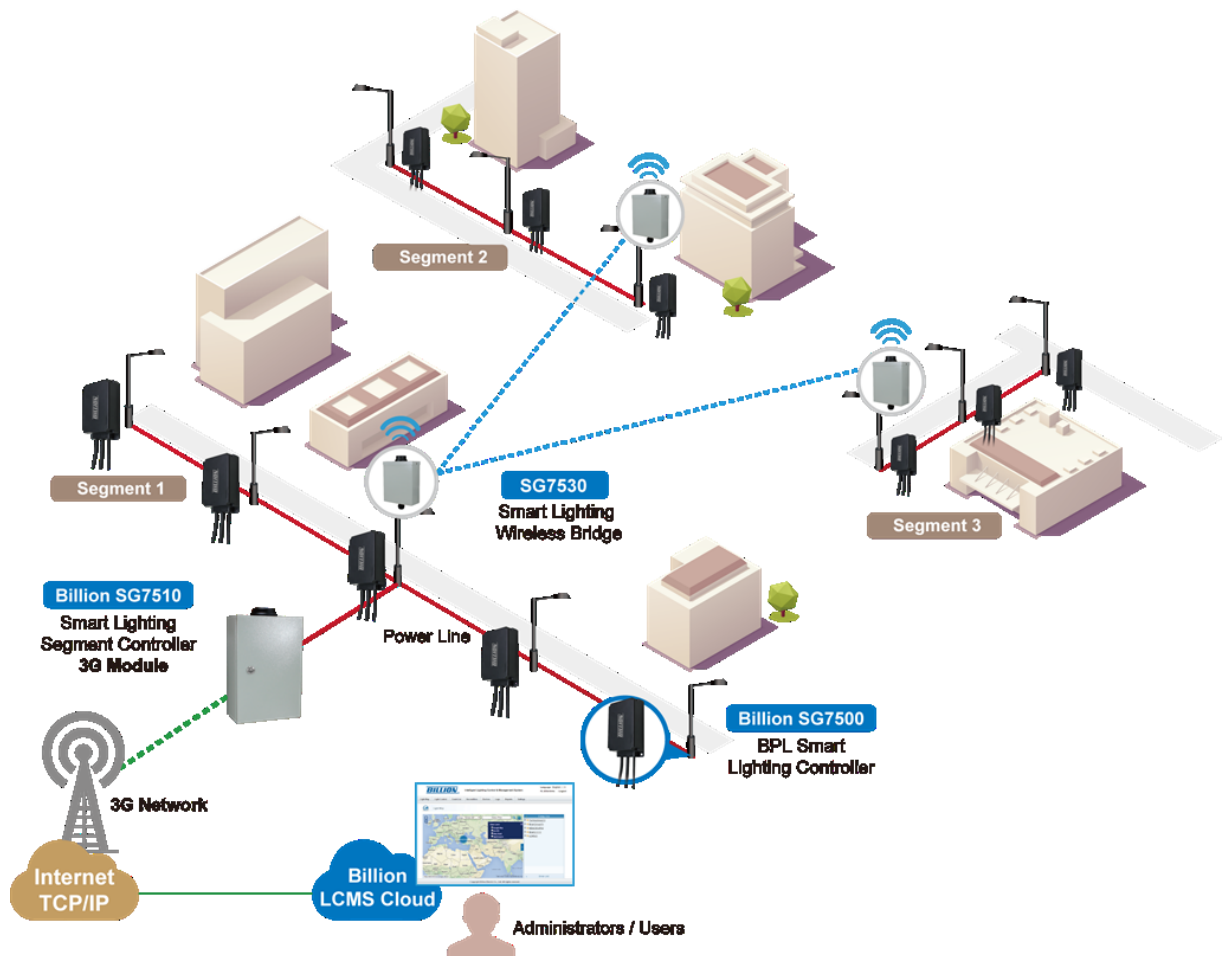 Segment 2
Segment 1
SG7530
Smart Lighting
Wireless Bridge
Segment 3
Billion SG7510
Smart Lighting
Segment Controller
3G Module
Power Line
Billion SG7500
BPL Smart
Lighting Controller
3G Network
BILLION
Internet
TCP/IP
Billion
LCMS Cloud
Administrators / Users